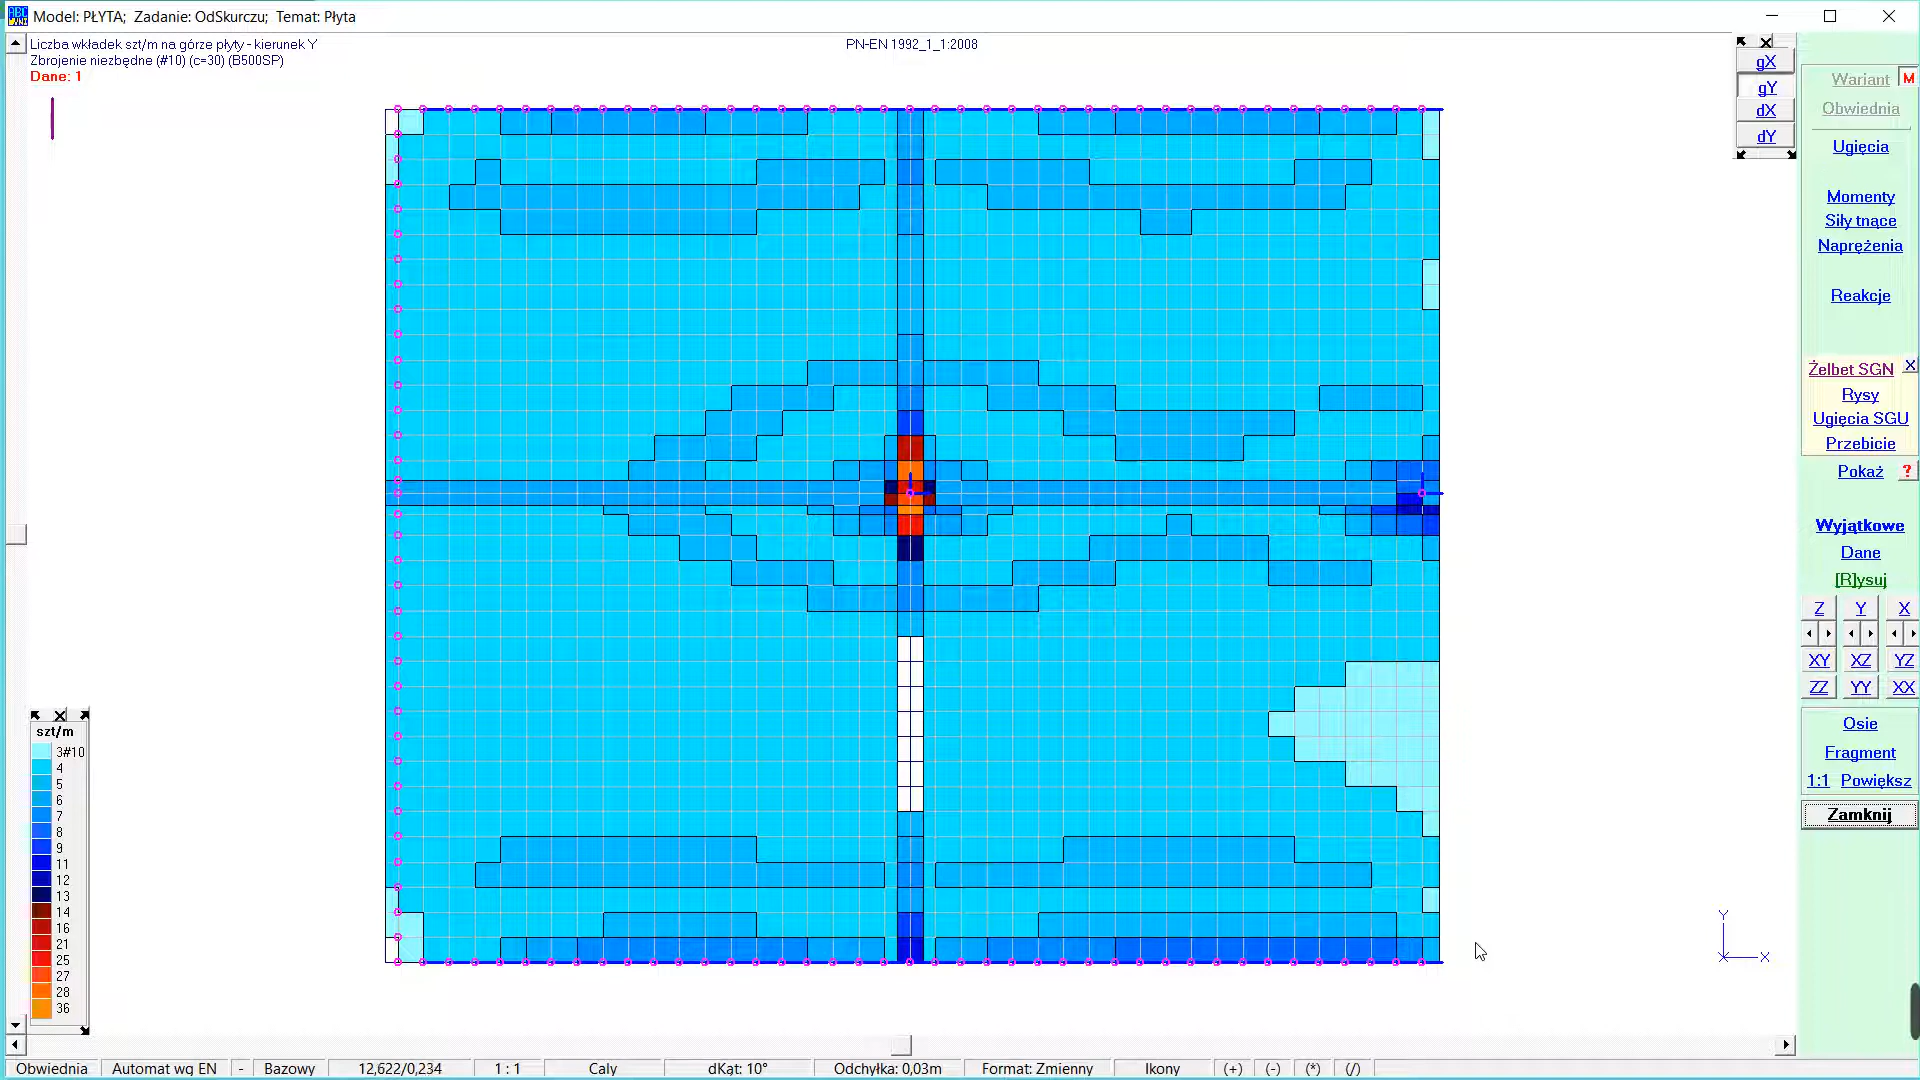 Model: PŁYTA; Zadanie: OdSkurczu; Temat: Płyta
Liczba wkładek szt/m na górze płyty - kierunek Y
Zbrojenie niezbędne (#10) (c=30) (B500SP)
Dane: 1
PN-EN 1992_1_1:2008
gX
gY
dX
dY
Wariant M
Obwiednia
Ugięcia
Momenty
Siły tnące
Naprężenia
Reakcje
Żelbet SGN X
Rysy
Ugięcia SGU
Przebicie
Pokaż ?
Wyjątkowe
Dane
[R]ysuj
Z Y X
XY XZ YZ
ZZ YY XX
Osie
Fragment
1:1 Powiększ
Zamknij
szt/m
3#10
4
5
6
7
8
9
11
12
13
14
16
21
25
27
28
36
Y
X
Obwiednia Automat wg EN - Bazowy 12,622/0,234 1 : 1 Cały dKąt: 10° Odchyłka: 0,03m Format: Zmienny Ikony (+) (-) (*) (/)